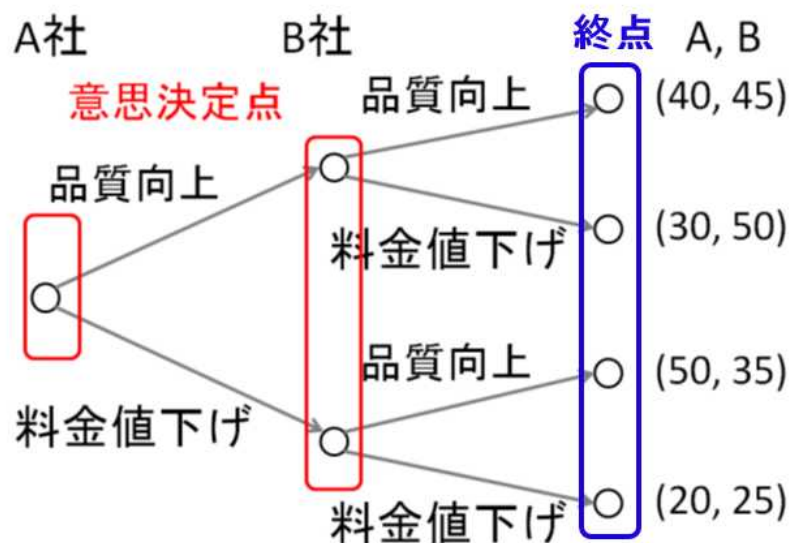 A社
B社
終点
A, B
意思決定点
品質向上
(40, 45)
品質向上
料金値下げ
(30, 50)
品質向上
(50, 35)
料金値下げ
料金値下げ
(20, 25)